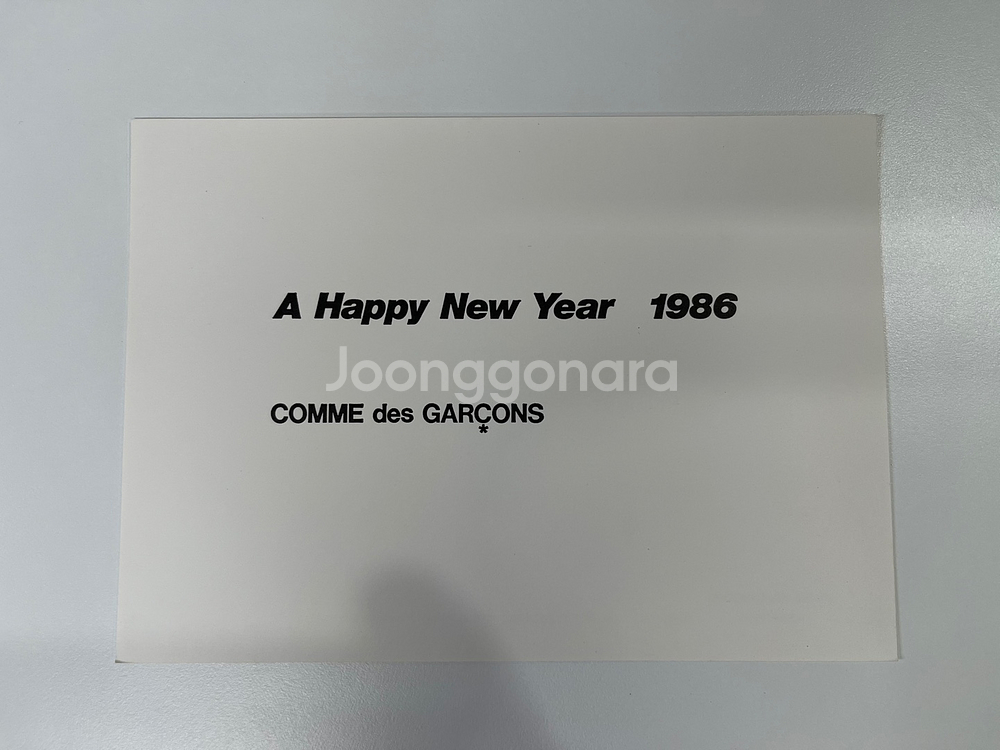 A Happy New Year 1986
Joonggonara
COMME des GARÇONS
*